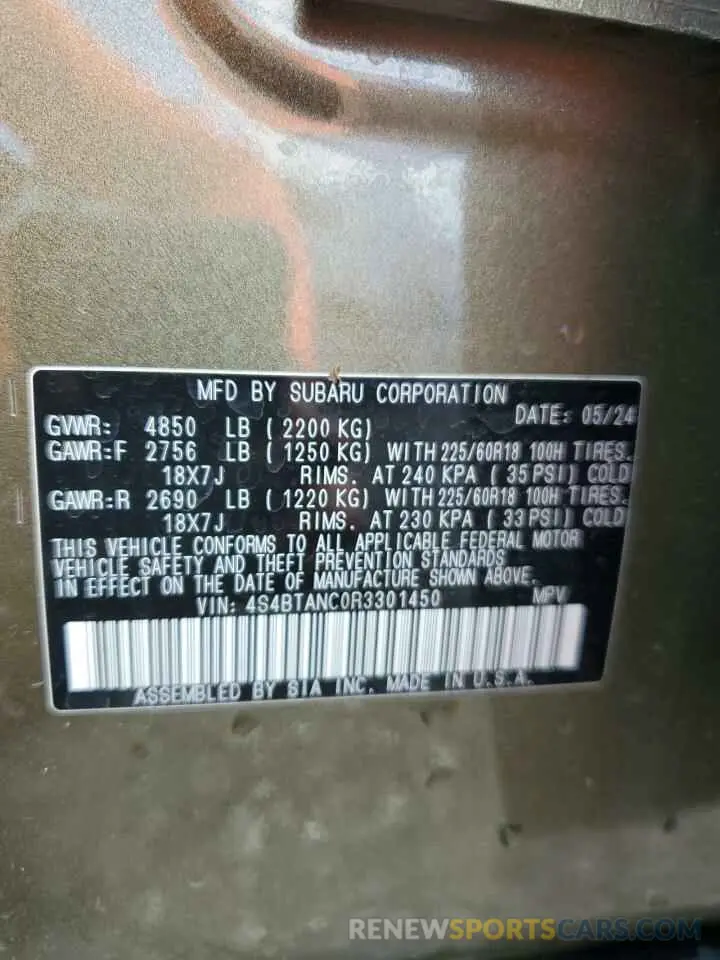 MFD BY SUBARU CORPORATION
DATE: 05/24
GVWR: 4850 LB ( 2200 KG)
GAWR:F 2756 LB ( 1250 KG) WITH 225/60R18 100H TIRES.
18X7J RIMS. AT 240 KPA ( 35 PSI) COLD
GAWR:R 2690 LB ( 1220 KG) WITH 225/60R18 100H TIRES.
18X7J RIMS. AT 230 KPA ( 33 PSI) COLD
THIS VEHICLE CONFORMS TO ALL APPLICABLE FEDERAL MOTOR
VEHICLE SAFETY AND THEFT PREVENTION STANDARDS
IN EFFECT ON THE DATE OF MANUFACTURE SHOWN ABOVE.
VIN: 4S4BTANC0R3301450 MPV
ASSEMBLED BY SIA INC. MADE IN U.S.A.
RENEWSPORTSCARS.COM